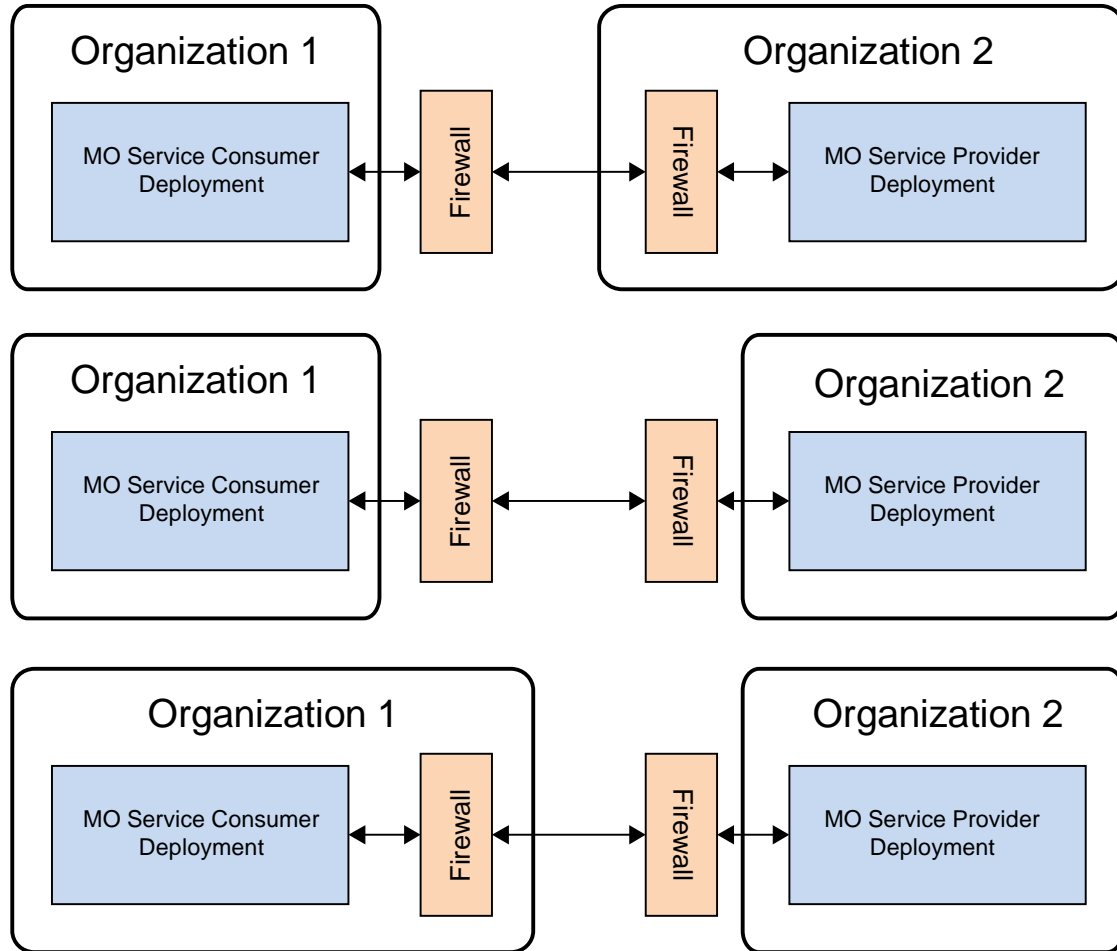 Organization 1
Organization 2
MO Service Consumer
Deployment
Firewall
Firewall
MO Service Provider
Deployment
Organization 1
Organization 2
MO Service Consumer
Deployment
Firewall
Firewall
MO Service Provider
Deployment
Organization 1
Organization 2
MO Service Consumer
Deployment
Firewall
Firewall
MO Service Provider
Deployment